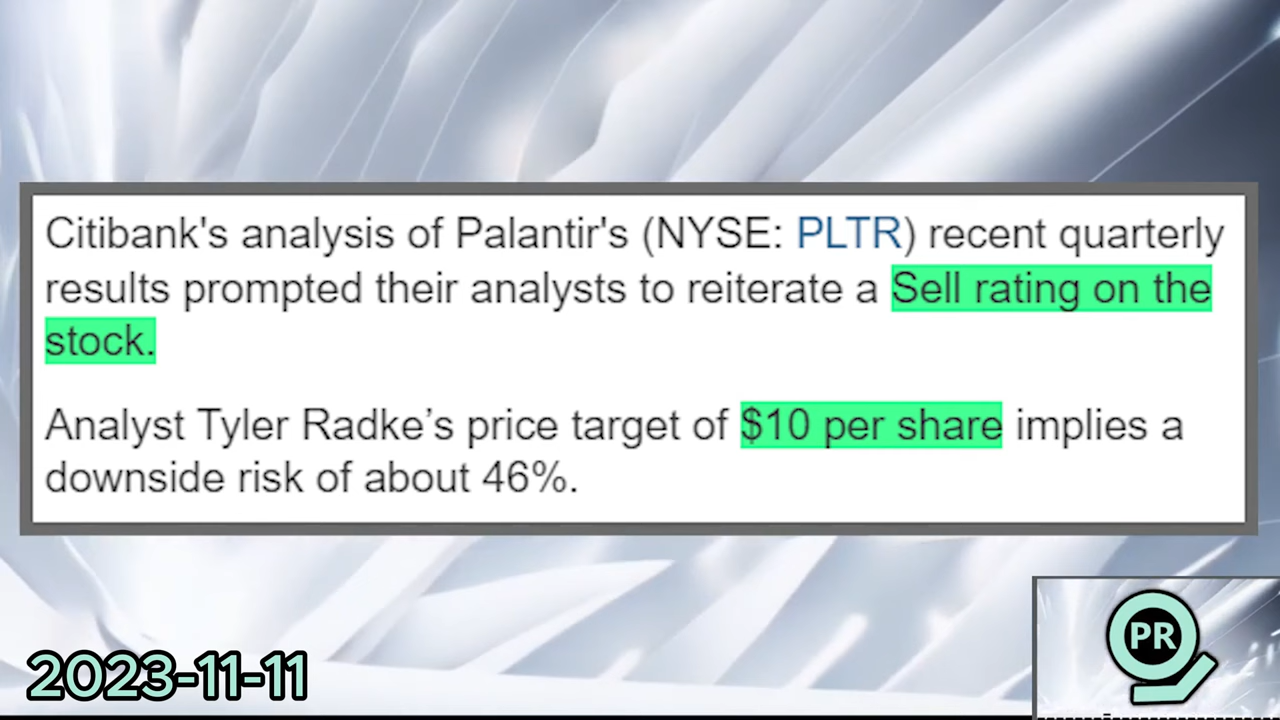 Citibank's analysis of Palantir's (NYSE: PLTR) recent quarterly
results prompted their analysts to reiterate a Sell rating on the
stock.
Analyst Tyler Radke’s price target of $10 per share implies a
downside risk of about 46%.
2023-11-11
PR